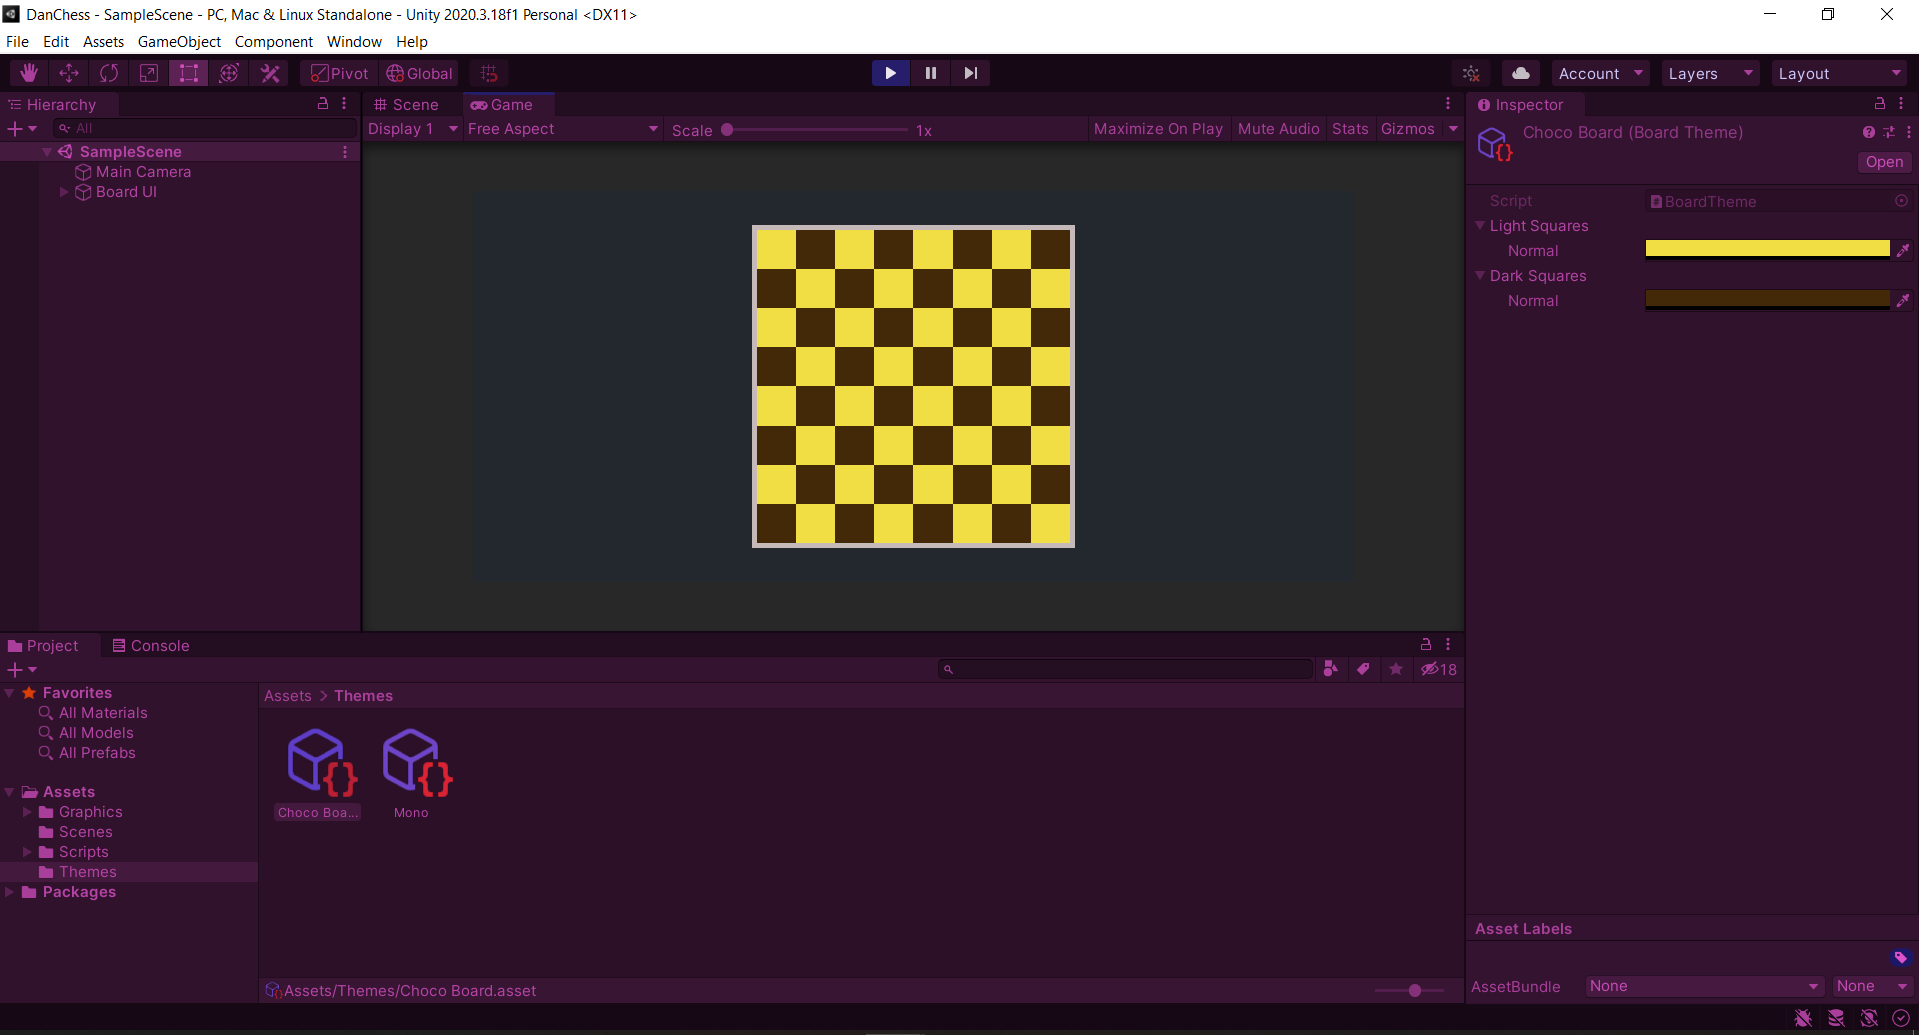 DanChess - SampleScene - PC, Mac & Linux Standalone - Unity 2020.3.18f1 Personal <DX11>
File Edit Assets GameObject Component Window Help
Pivot Global Account Layers Layout
Hierarchy
All
SampleScene
Main Camera
Board UI
Scene Game
Display 1 Free Aspect Scale 1x Maximize On Play Mute Audio Stats Gizmos
Inspector
Choco Board (Board Theme)
Open
Script BoardTheme
Light Squares
Normal
Dark Squares
Normal
Project Console
18
Favorites
All Materials
All Models
All Prefabs
Assets
Graphics
Scenes
Scripts
Themes
Packages
Assets > Themes
Choco Boa... Mono
Assets/Themes/Choco Board.asset
Asset Labels
AssetBundle None None